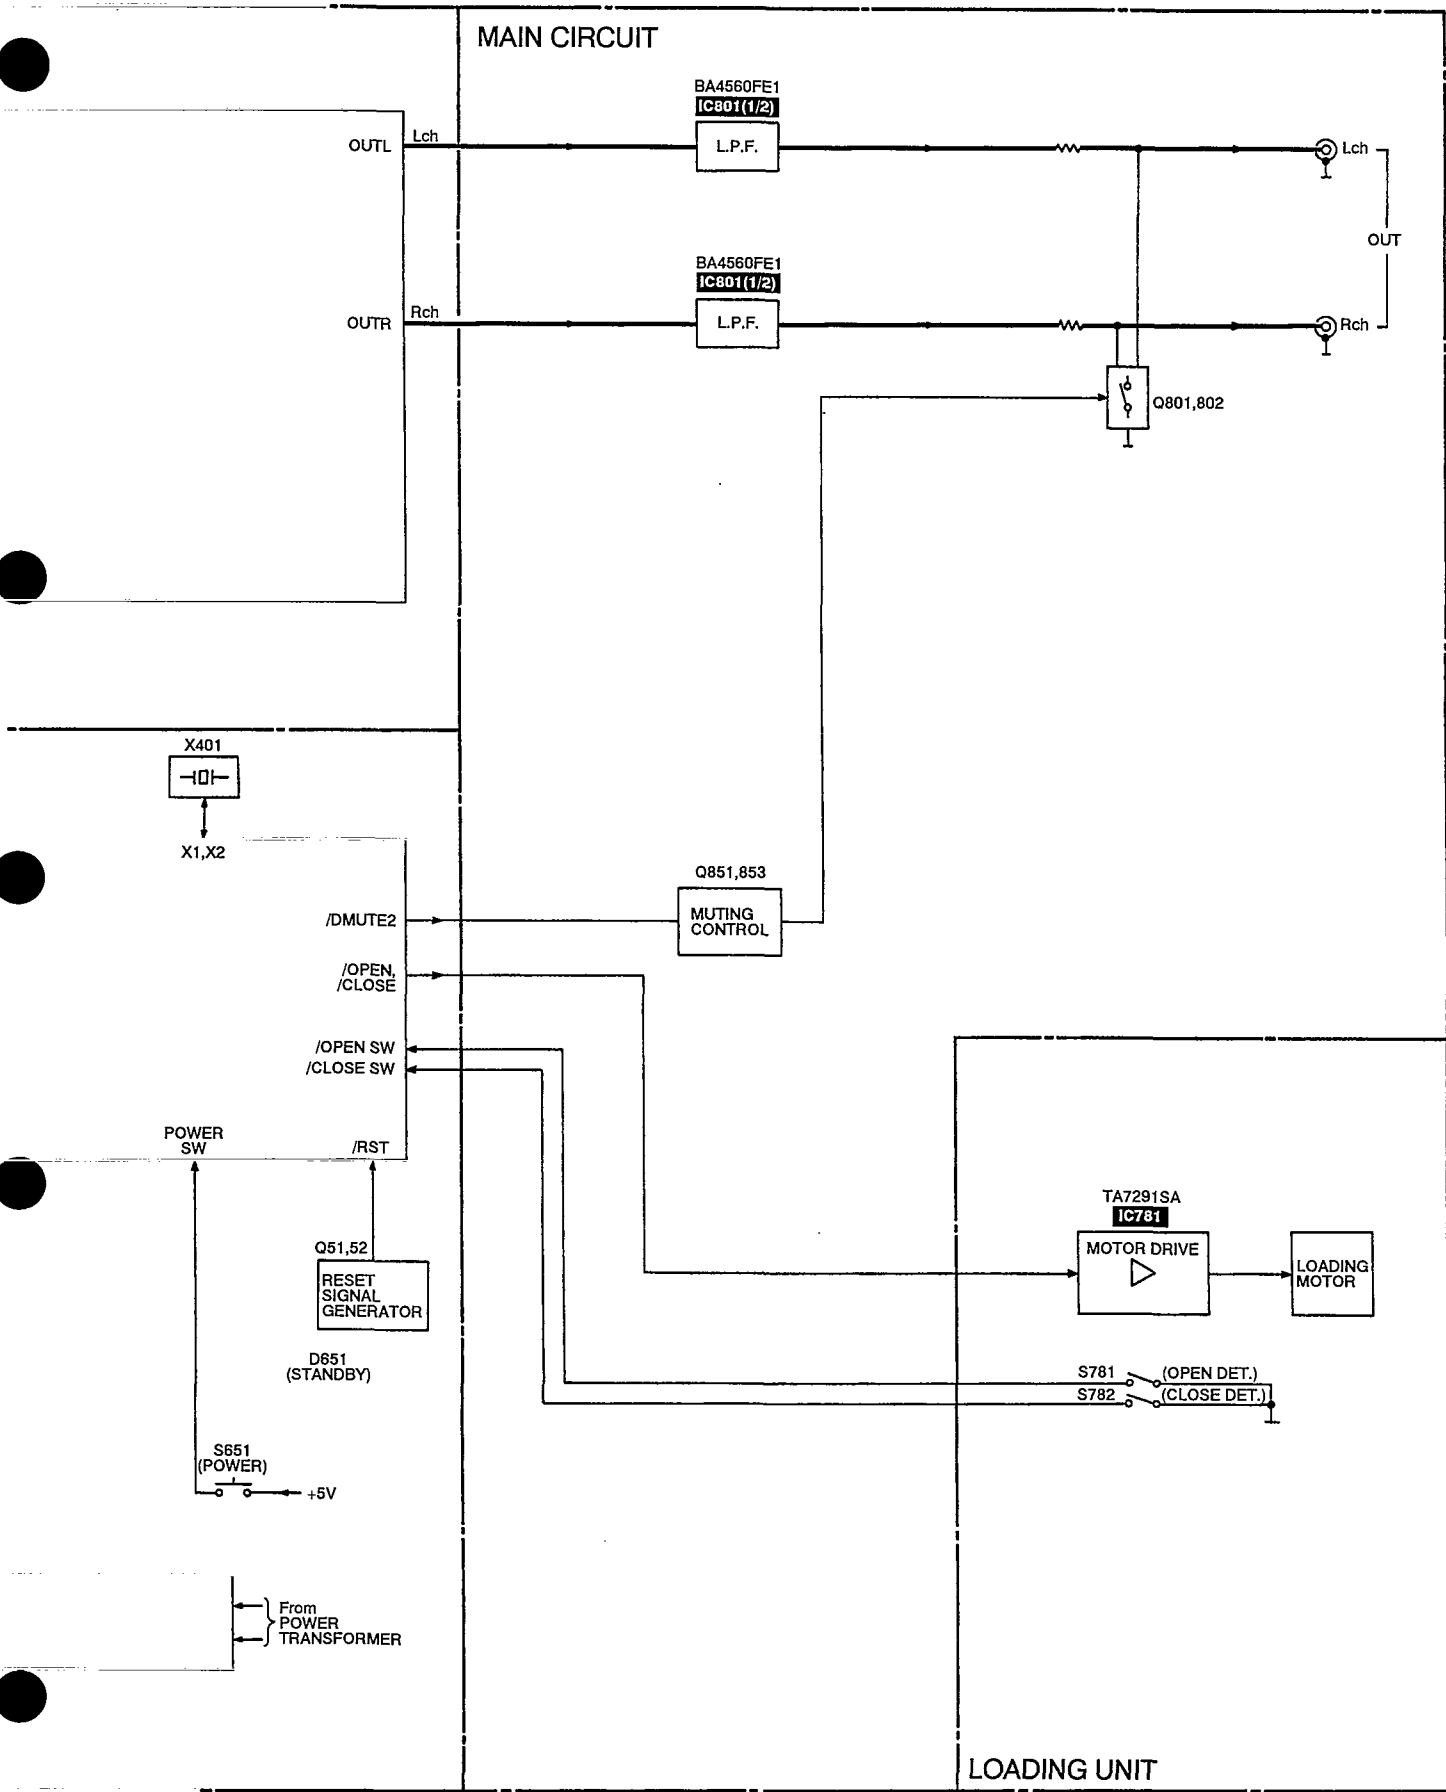 MAIN CIRCUIT
BA4560FE1
IC801(1/2)
OUTL
Lch
L.P.F.
Lch
OUT
BA4560FE1
IC801(1/2)
OUTR
Rch
L.P.F.
Rch
Q801,802
X401
X1,X2
Q851,853
/DMUTE2
MUTING
CONTROL
/OPEN,
/CLOSE
/OPEN SW
/CLOSE SW
POWER
SW
/RST
TA7291SA
IC781
MOTOR DRIVE
LOADING
MOTOR
Q51,52
RESET
SIGNAL
GENERATOR
D651
(STANDBY)
S781
(OPEN DET.)
S782
(CLOSE DET.)
S651
(POWER)
+5V
From
POWER
TRANSFORMER
LOADING UNIT